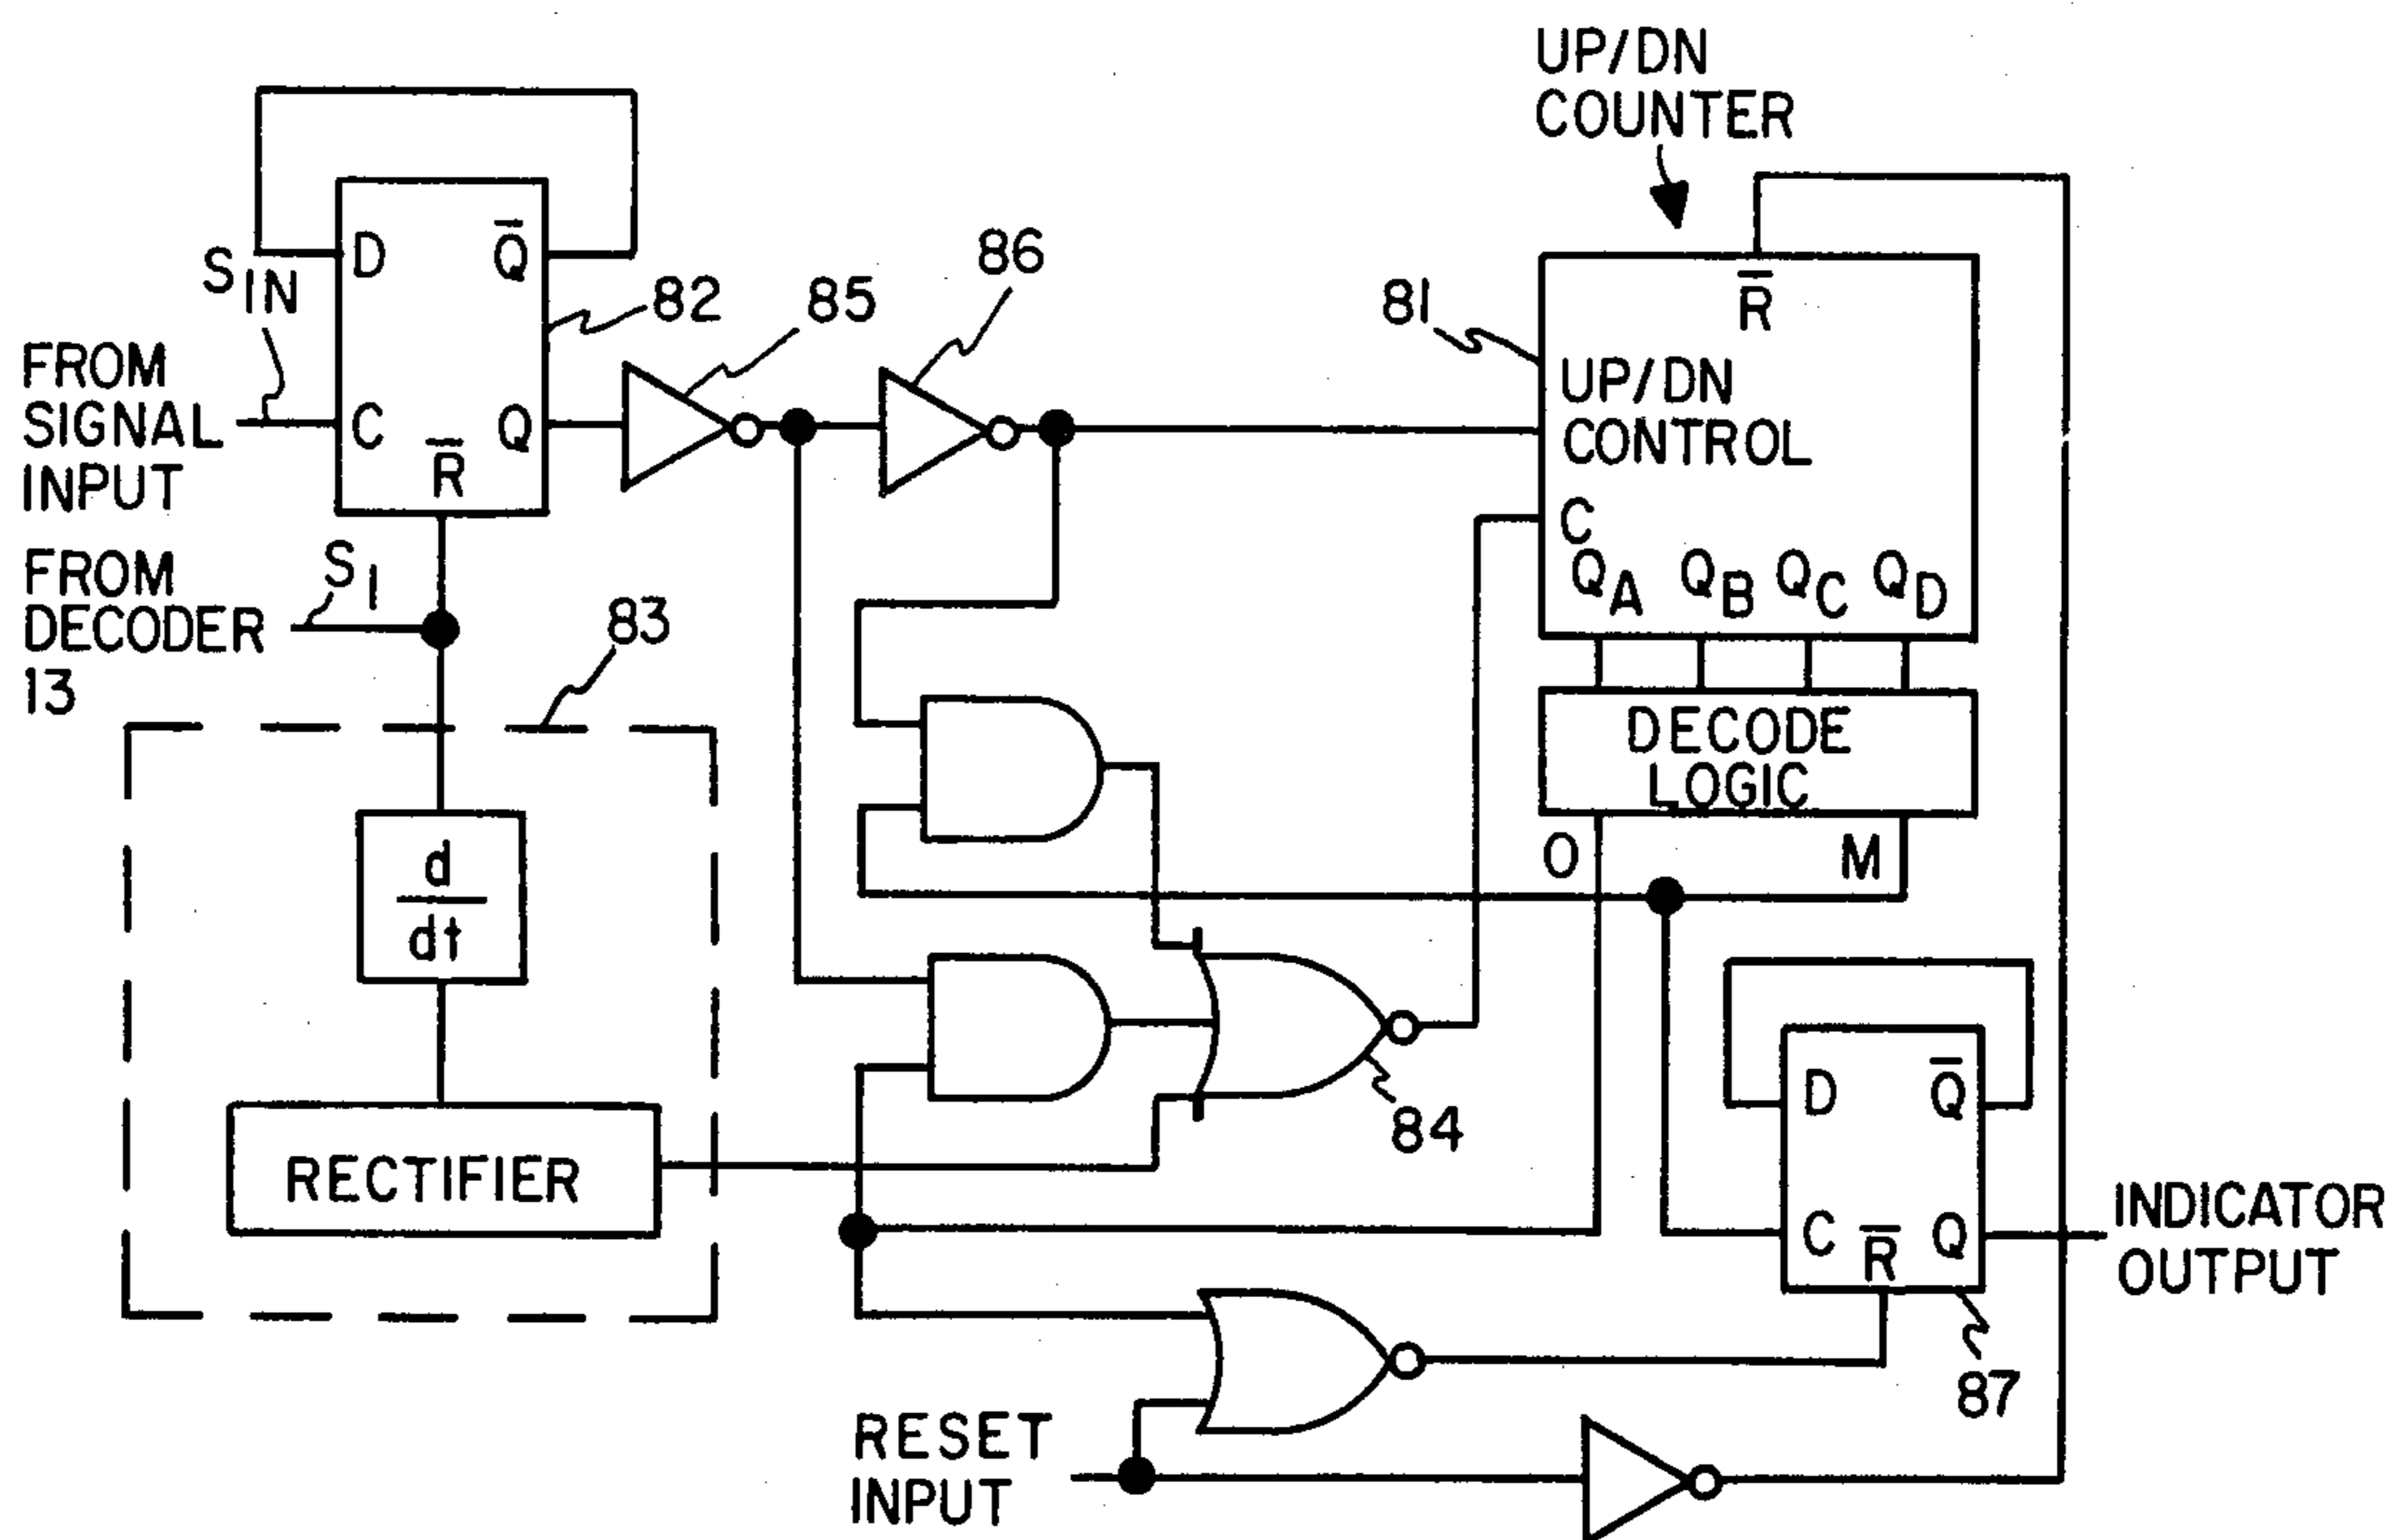 UP/DN
COUNTER
D
Q̅
S IN
82
85
86
81
R̅
FROM
SIGNAL
INPUT
C
R̅
Q
UP/DN
CONTROL
C
QA QB QC QD
FROM
DECODER
13
S1
83
DECODE
LOGIC
O
M
d
dt
D
Q̅
84
RECTIFIER
C
R̅
Q
INDICATOR
OUTPUT
87
RESET
INPUT